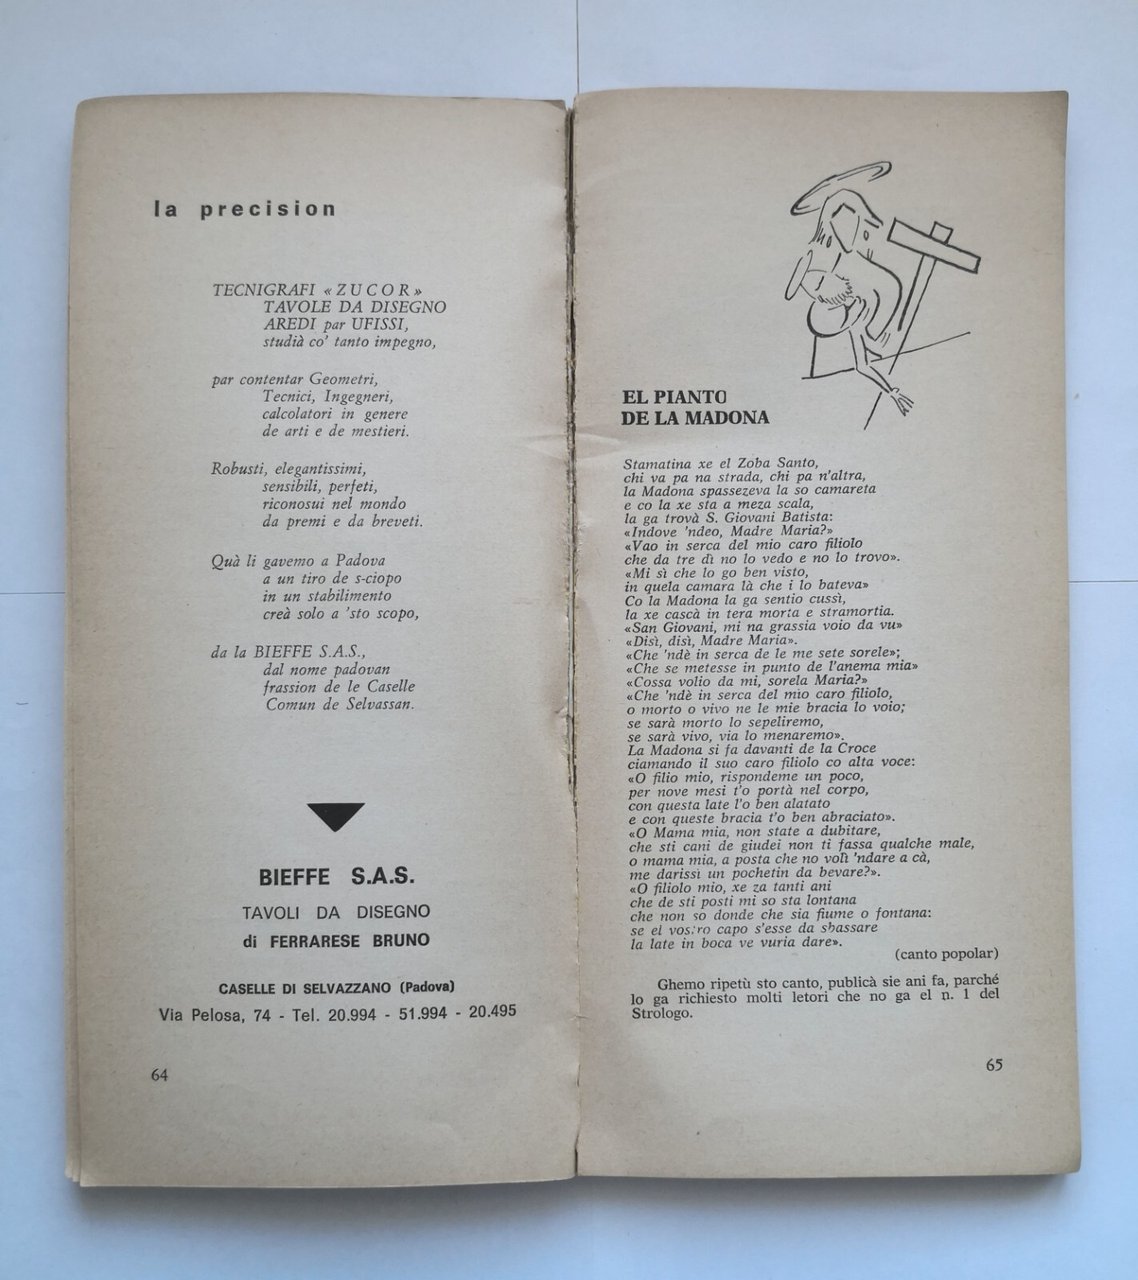 la precision
TECNIGRAFI «ZUCOR»
TAVOLE DA DISEGNO
AREDI par UFISSI,
studià co' tanto impegno,
par contentar Geometri,
Tecnici, Ingegneri,
calcolatori in genere
de arti e de mestieri.
Robusti, elegantissimi,
sensibili, perfeti,
riconosui nel mondo
da premi e da breveti.
Quà li gavemo a Padova
a un tiro de s-ciopo
in un stabilimento
creà solo a 'sto scopo,
da la BIEFFE S.A.S.,
dal nome padovan
frassion de le Caselle
Comun de Selvassan.
BIEFFE S.A.S.
TAVOLI DA DISEGNO
di FERRARESE BRUNO
CASELLE DI SELVAZZANO (Padova)
Via Pelosa, 74 - Tel. 20.994 - 51.994 - 20.495
64
EL PIANTO
DE LA MADONA
Stamatina xe el Zoba Santo,
chi va pa na strada, chi pa n'altra,
la Madona spassezeva la so camareta
e co la xe sta a meza scala,
la ga trovà S. Giovani Batista:
«Indove 'ndeo, Madre Maria?»
«Vao in serca del mio caro filiolo
che da tre dì no lo vedo e no lo trovo».
«Mi sì che lo go ben visto,
in quela camara là che i lo bateva»
Co la Madona la ga sentio cussì,
la xe cascà in tera morta e stramortia.
«San Giovani, mi na grassia voio da vu»
«Disì, disì, Madre Maria».
«Che 'ndè in serca de le me sete sorele»;
«Che se metesse in punto de l'anema mia»
«Cossa volio da mi, sorela Maria?»
«Che 'ndè in serca del mio caro filiolo,
o morto o vivo ne le mie bracia lo voio;
se sarà morto lo sepeliremo,
se sarà vivo, via lo menaremo».
La Madona si fa davanti de la Croce
ciamando il suo caro filiolo co alta voce:
«O filio mio, rispondeme un poco,
per nove mesi t'o portà nel corpo,
con questa late l'o ben alatato
e con queste bracia t'o ben abraciato».
«O Mama mia, non state a dubitare,
che sti cani de giudei non ti fassa qualche male,
o mama mia, a posta che no volì 'ndare a cà,
me darissi un pochetin da bevare?».
«O filiolo mio, xe za tanti ani
che de sti posti mi so sta lontana
che non so donde che sia fiume o fontana:
se el vostro capo s'esse da sbassare
la late in boca ve vuria dare».
(canto popolar)
Ghemo ripetù sto canto, publicà sie ani fa, parché
lo ga richiesto molti letori che no ga el n. 1 del
Strologo.
65